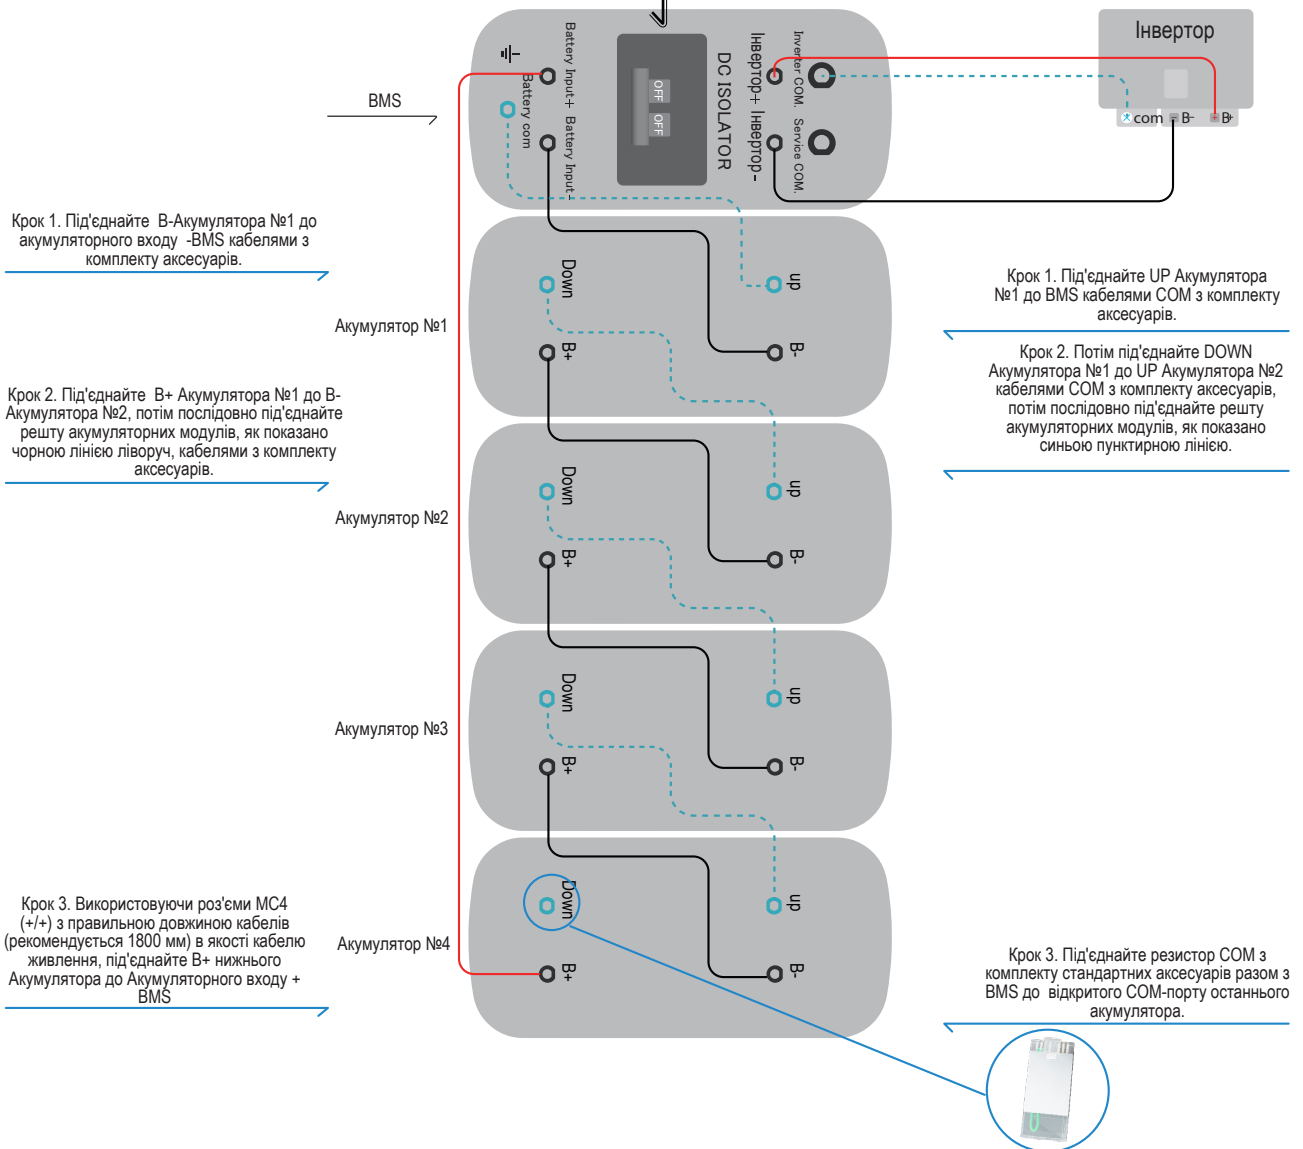 Battery Input+
Battery Input-
Battery com
OFF
OFF
DC ISOLATOR
Інвертор+
Інвертор-
Inverter COM.
Service COM.
Інвертор
com
B-
B+
BMS
Крок 1. Під'єднайте В-Акумулятора №1 до
акумуляторного входу -BMS кабелями з
комплекту аксесуарів.
Акумулятор №1
Down
up
B+
B-
Крок 2. Під'єднайте В+ Акумулятора №1 до В-
Акумулятора №2, потім послідовно під'єднайте
решту акумуляторних модулів, як показано
чорною лінією ліворуч, кабелями з комплекту
аксесуарів.
Акумулятор №2
Down
up
B+
B-
Акумулятор №3
Down
up
B+
B-
Крок 3. Використовуючи роз'єми МС4
(+/+) з правильною довжиною кабелів
(рекомендується 1800 мм) в якості кабелю
живлення, під'єднайте В+ нижнього
Акумулятора до Акумуляторного входу +
BMS
Акумулятор №4
Down
up
B+
B-
Крок 1. Під'єднайте UP Акумулятора
№1 до BMS кабелями COM з комплекту
аксесуарів.
Крок 2. Потім під'єднайте DOWN
Акумулятора №1 до UP Акумулятора №2
кабелями COM з комплекту аксесуарів,
потім послідовно під'єднайте решту
акумуляторних модулів, як показано
синьою пунктирною лінією.
Крок 3. Під'єднайте резистор COM з
комплекту стандартних аксесуарів разом з
BMS до відкритого COM-порту останнього
акумулятора.